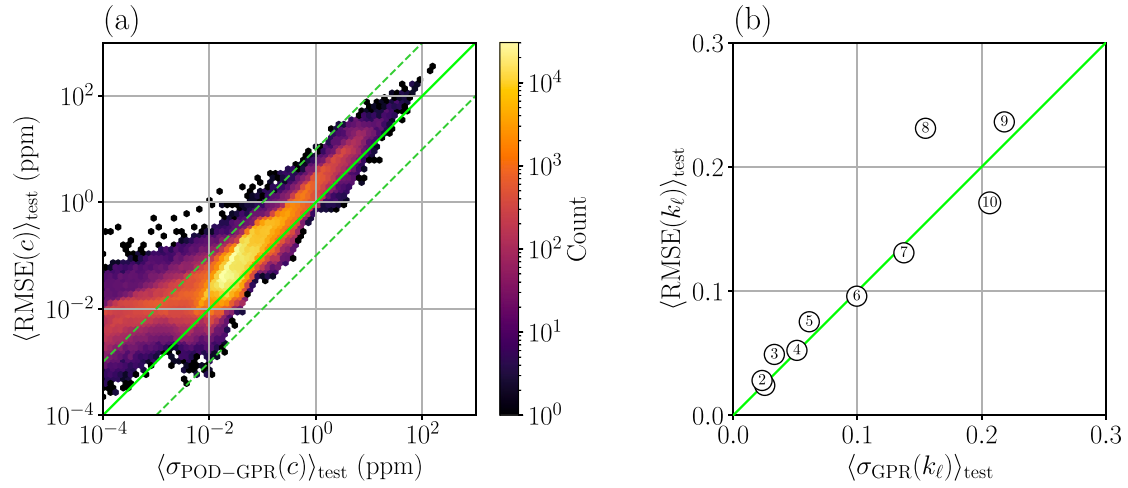 (a)
10^2
10^0
10^{-2}
10^{-4}
⟨RMSE(c)⟩_test (ppm)
10^{-4} 10^{-2} 10^0 10^2
⟨σ_{POD−GPR}(c)⟩_test (ppm)
10^4
10^3
10^2
10^1
10^0
Count
(b)
0.3
0.2
0.1
0.0
⟨RMSE(k_ℓ)⟩_test
8
9
10
7
6
5
4
3
2
0.0 0.1 0.2 0.3
⟨σ_GPR(k_ℓ)⟩_test